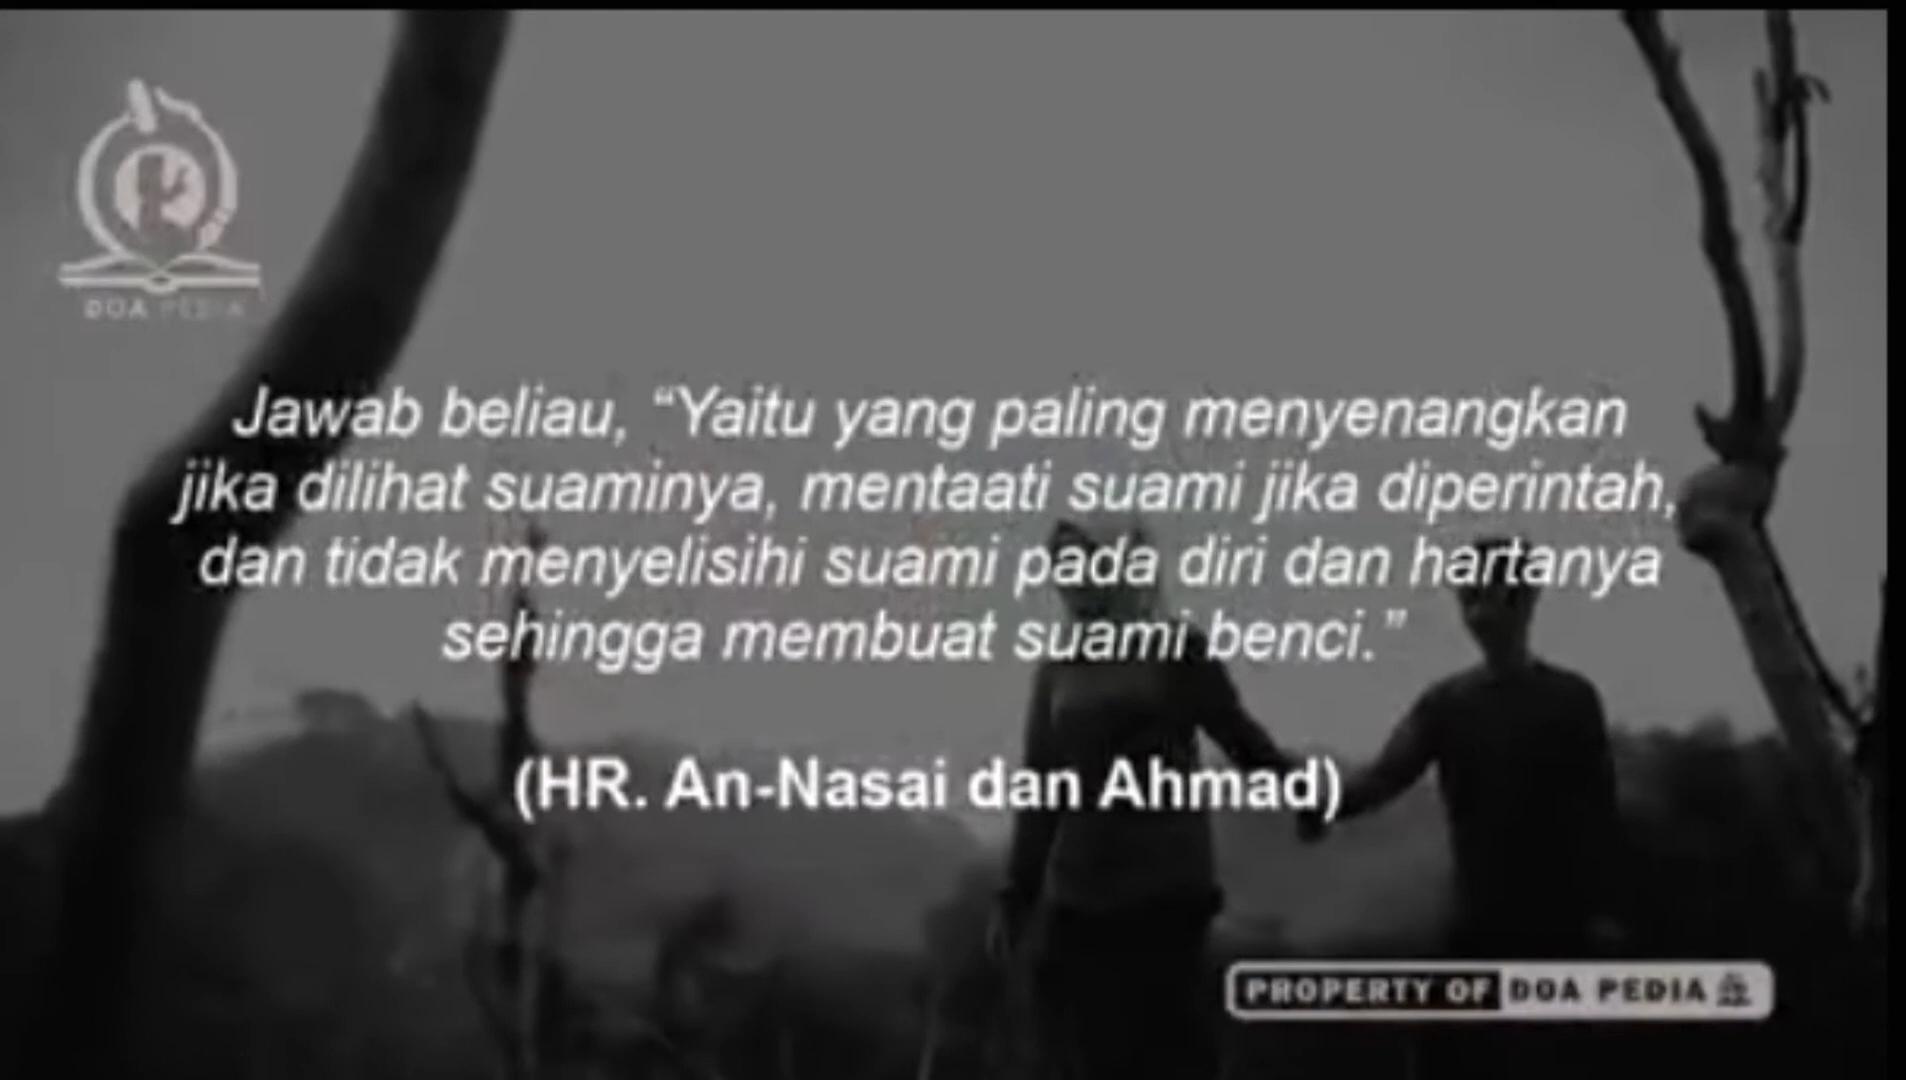 DOA PEDIA
Jawab beliau, “Yaitu yang paling menyenangkan
jika dilihat suaminya, mentaati suami jika diperintah,
dan tidak menyelisihi suami pada diri dan hartanya
sehingga membuat suami benci.”
(HR. An-Nasai dan Ahmad)
PROPERTY OF DOA PEDIA